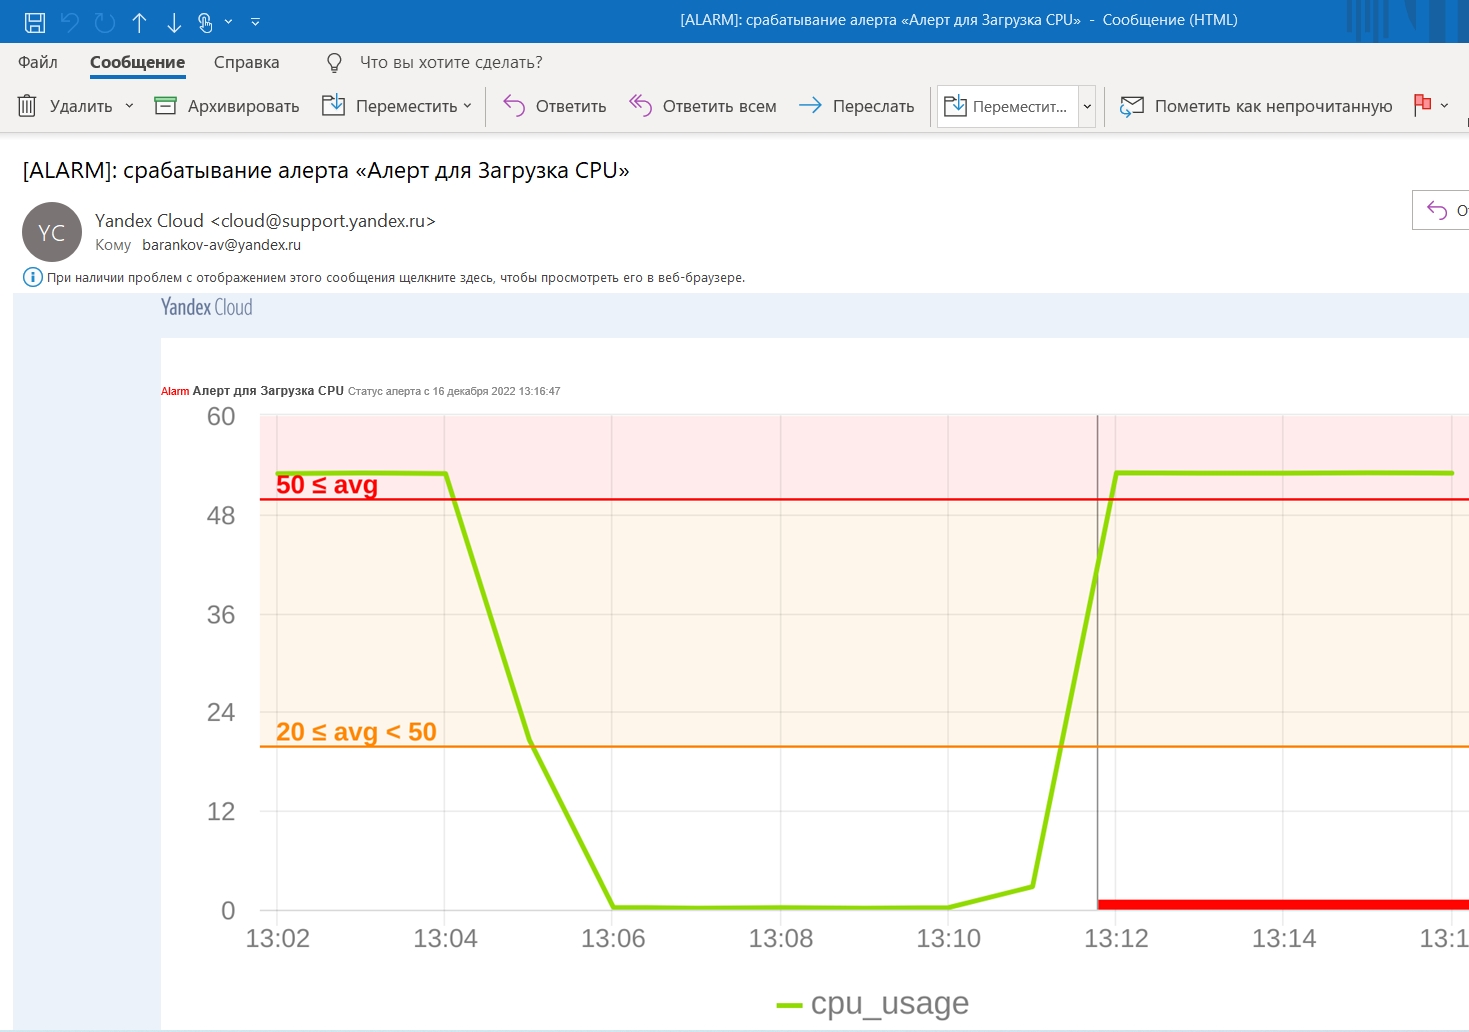 [ALARM]: срабатывание алерта «Алерт для Загрузка CPU» - Сообщение (HTML)
Файл Сообщение Справка Что вы хотите сделать?
Удалить Архивировать Переместить Ответить Ответить всем Переслать Переместит... Пометить как непрочитанную
[ALARM]: срабатывание алерта «Алерт для Загрузка CPU»
YC
Yandex Cloud <cloud@support.yandex.ru>
Кому barankov-av@yandex.ru
При наличии проблем с отображением этого сообщения щелкните здесь, чтобы просмотреть его в веб-браузере.
Yandex Cloud
Alarm Алерт для Загрузка CPU Статус алерта с 16 декабря 2022 13:16:47
60
50 ≤ avg
48
36
24
20 ≤ avg < 50
12
0
13:02 13:04 13:06 13:08 13:10 13:12 13:14 13:1
cpu_usage